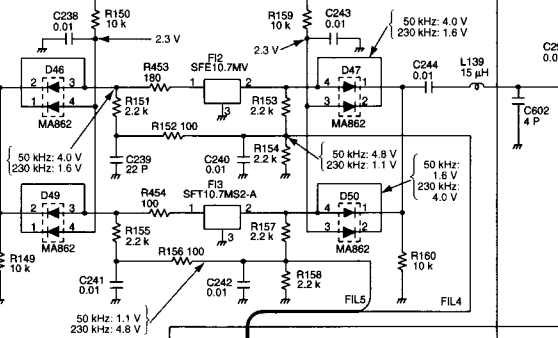 C238
0.01
R150
10 k
2.3 V
R159
10 k
C243
0.01
2.3 V
50 kHz: 4.0 V
230 kHz: 1.6 V
FI2
SFE10.7MV
D46
2 3
1 4
MA862
R453
180
1 2
3
R151
2.2 k
R153
2.2 k
D47
4 1
3 2
MA862
C244
0.01
L139
15 µH
C29
0.0
C602
4 P
R152 100
R154
2.2 k
50 kHz: 4.0 V
230 kHz: 1.6 V
C239
22 P
C240
0.01
50 kHz: 4.8 V
230 kHz: 1.1 V
50 kHz:
1.6 V
230 kHz:
4.0 V
D49
2 3
1 4
MA862
R454
100
FI3
SFT10.7MS2-A
1 2
3
D50
4 1
3 2
MA862
R155
2.2 k
R157
2.2 k
R149
10 k
R156 100
R160
10 k
C241
0.01
C242
0.01
R158
2.2 k
50 kHz: 1.1 V
230 kHz: 4.8 V
FIL5
FIL4